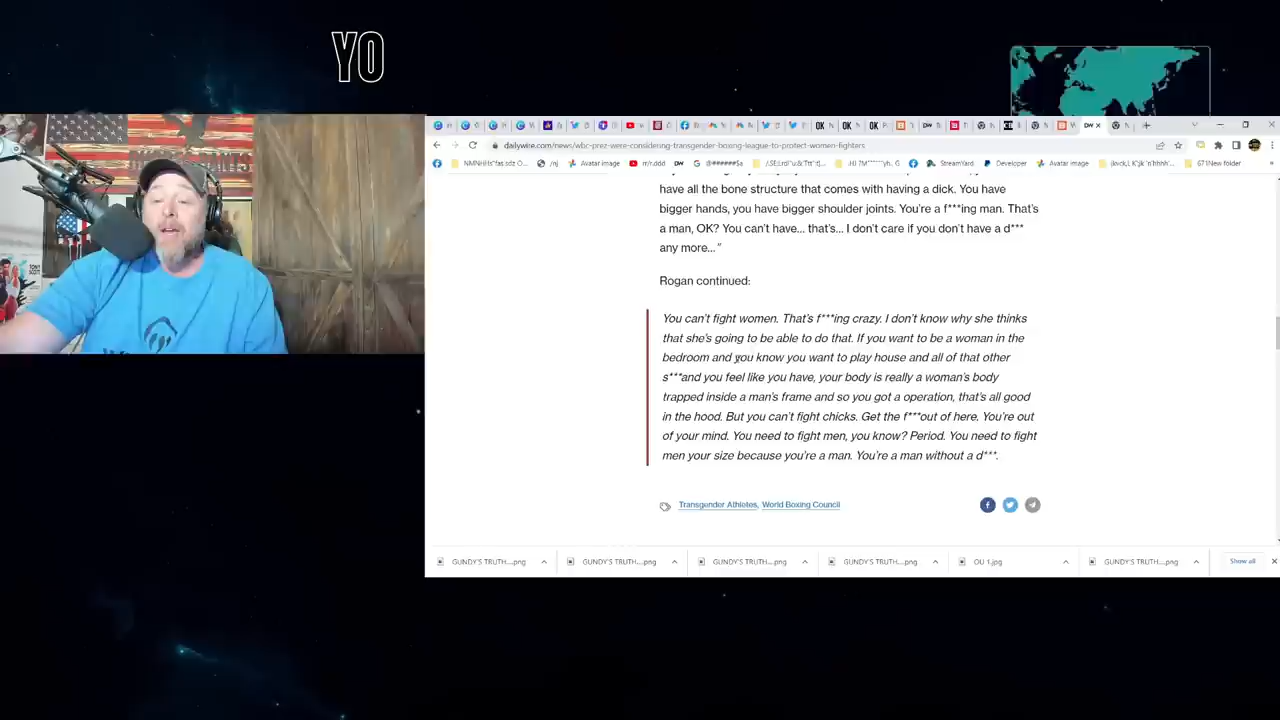 YO
dailywire.com/news/wbc-prez-were-considering-transgender-boxing-league-to-protect-women-fighters
Avatar image
r/r.ddd
StreamYard
Developer
Avatar image
671New folder
have all the bone structure that comes with having a dick. You have
bigger hands, you have bigger shoulder joints. You're a f***ing man. That's
a man, OK? You can't have... that's... I don't care if you don't have a d***
any more..."
Rogan continued:
You can't fight women. That's f***ing crazy. I don't know why she thinks
that she's going to be able to do that. If you want to be a woman in the
bedroom and you know you want to play house and all of that other
s***and you feel like you have, your body is really a woman's body
trapped inside a man's frame and so you got a operation, that's all good
in the hood. But you can't fight chicks. Get the f***out of here. You're out
of your mind. You need to fight men, you know? Period. You need to fight
men your size because you're a man. You're a man without a d***.
Transgender Athletes, World Boxing Council
GUNDY'S TRUTH....png
GUNDY'S TRUTH....png
GUNDY'S TRUTH....png
GUNDY'S TRUTH....png
OU 1.jpg
GUNDY'S TRUTH....png
Show all